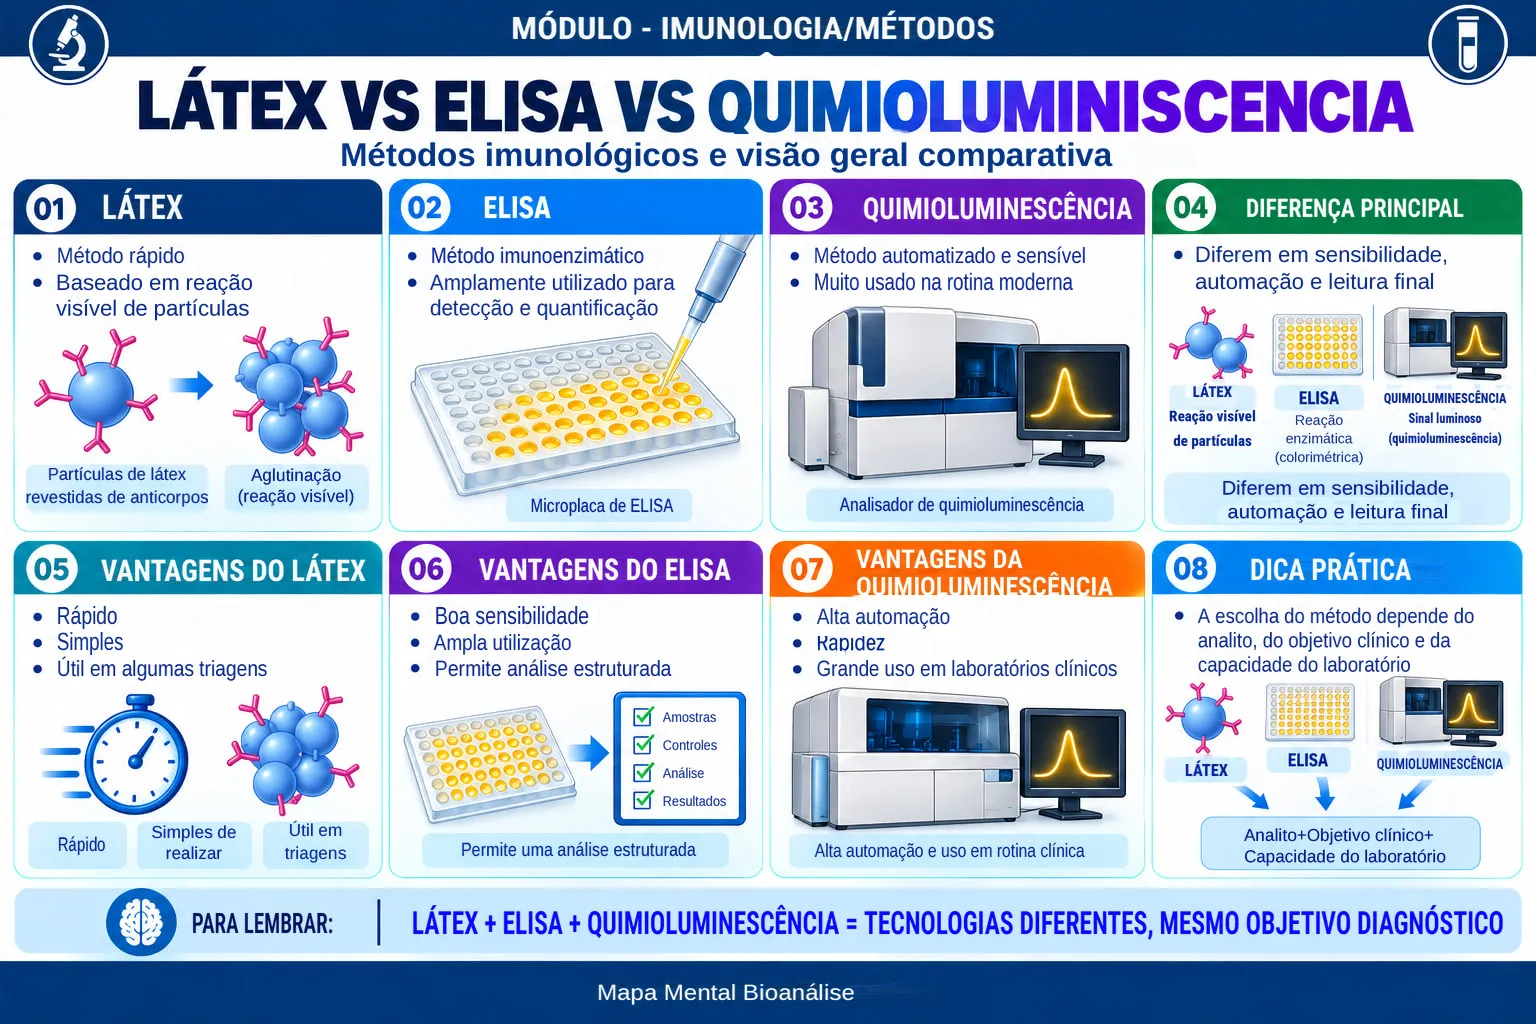 MÓDULO - IMUNOLOGIA/MÉTODOS
LÁTEX VS ELISA VS QUIMIOLUMINISCENCIA
Métodos imunológicos e visão geral comparativa
01 LÁTEX
• Método rápido
• Baseado em reação
visível de partículas
Partículas de látex
revestidas de anticorpos
Aglutinação
(reação visível)
02 ELISA
• Método imunoenzimático
• Amplamente utilizado para
detecção e quantificação
Microplaca de ELISA
03 QUIMIOLUMINESCÊNCIA
• Método automatizado e sensível
• Muito usado na rotina moderna
Analisador de quimioluminescência
04 DIFERENÇA PRINCIPAL
• Diferem em sensibilidade,
automação e leitura final
LÁTEX
Reação visível
de partículas
ELISA
Reação
enzimática
(colorimétrica)
QUIMIOLUMINESCÊNCIA
Sinal luminoso
(quimioluminescência)
Diferem em sensibilidade,
automação e leitura final
05 VANTAGENS DO LÁTEX
• Rápido
• Simples
• Útil em algumas triagens
Rápido
Simples de
realizar
Útil em
triagens
06 VANTAGENS DO ELISA
• Boa sensibilidade
• Ampla utilização
• Permite análise estruturada
Amostras
Controles
Análise
Resultados
Permite uma análise estruturada
07 VANTAGENS DA
QUIMIOLUMINESCÊNCIA
• Alta automação
• Rapidez
• Grande uso em laboratórios clínicos
Alta automação e uso em rotina clínica
08 DICA PRÁTICA
• A escolha do método depende do
analito, do objetivo clínico e da
capacidade do laboratório
LÁTEX
ELISA
QUIMIOLUMINESCÊNCIA
Analito+Objetivo clínico+
Capacidade do laboratório
PARA LEMBRAR:
LÁTEX + ELISA + QUIMIOLUMINESCÊNCIA = TECNOLOGIAS DIFERENTES, MESMO OBJETIVO DIAGNÓSTICO
Mapa Mental Bioanálise